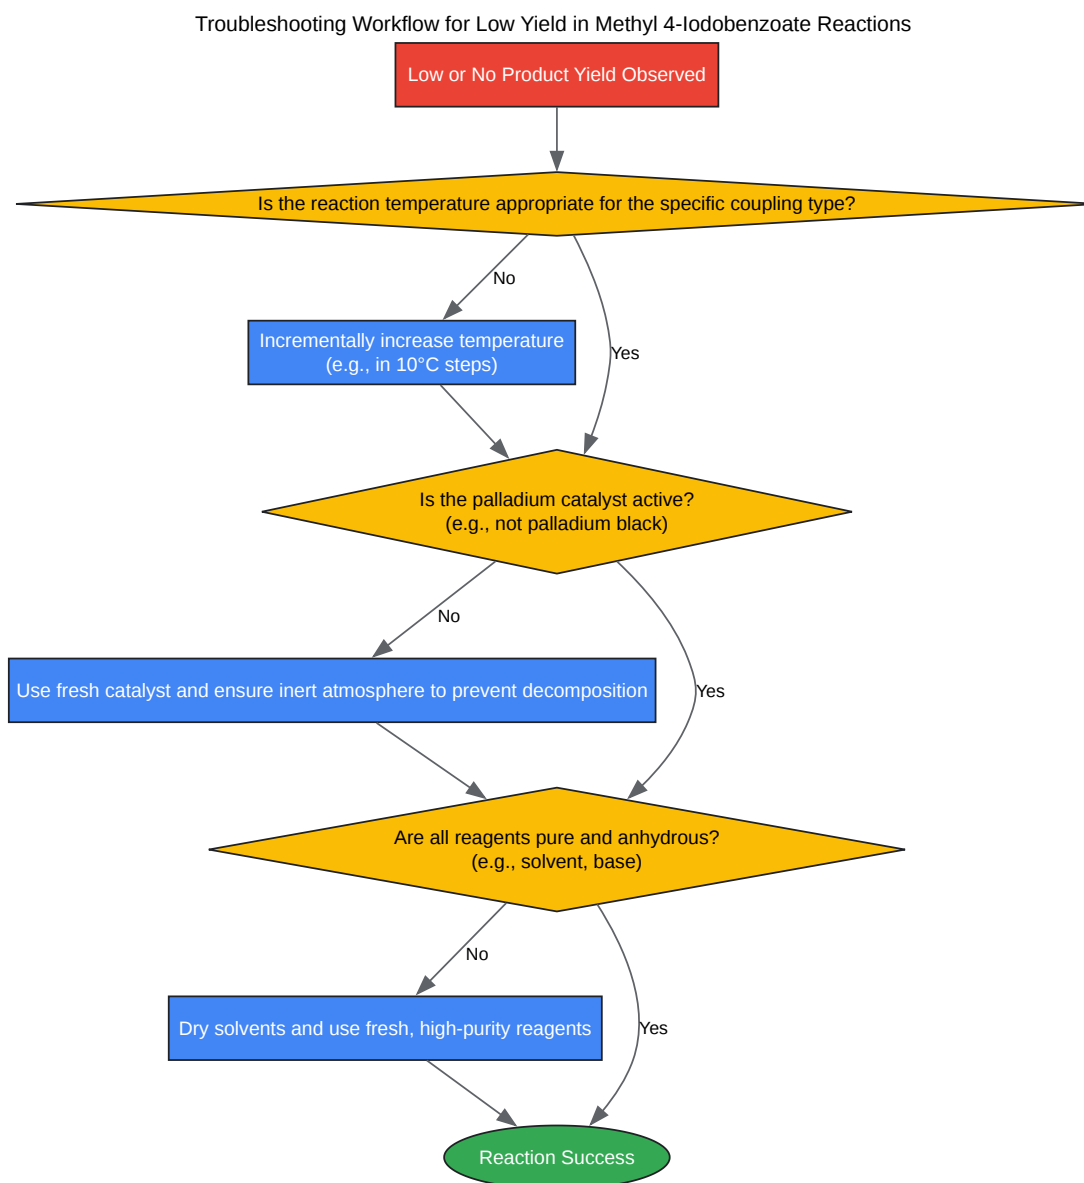 Troubleshooting Workflow for Low Yield in Methyl 4-Iodobenzoate Reactions
Low or No Product Yield Observed
Is the reaction temperature appropriate for the specific coupling type?
No
Incrementally increase temperature
(e.g., in 10°C steps)
Yes
Is the palladium catalyst active?
(e.g., not palladium black)
No
Use fresh catalyst and ensure inert atmosphere to prevent decomposition
Yes
Are all reagents pure and anhydrous?
(e.g., solvent, base)
No
Dry solvents and use fresh, high-purity reagents
Yes
Reaction Success